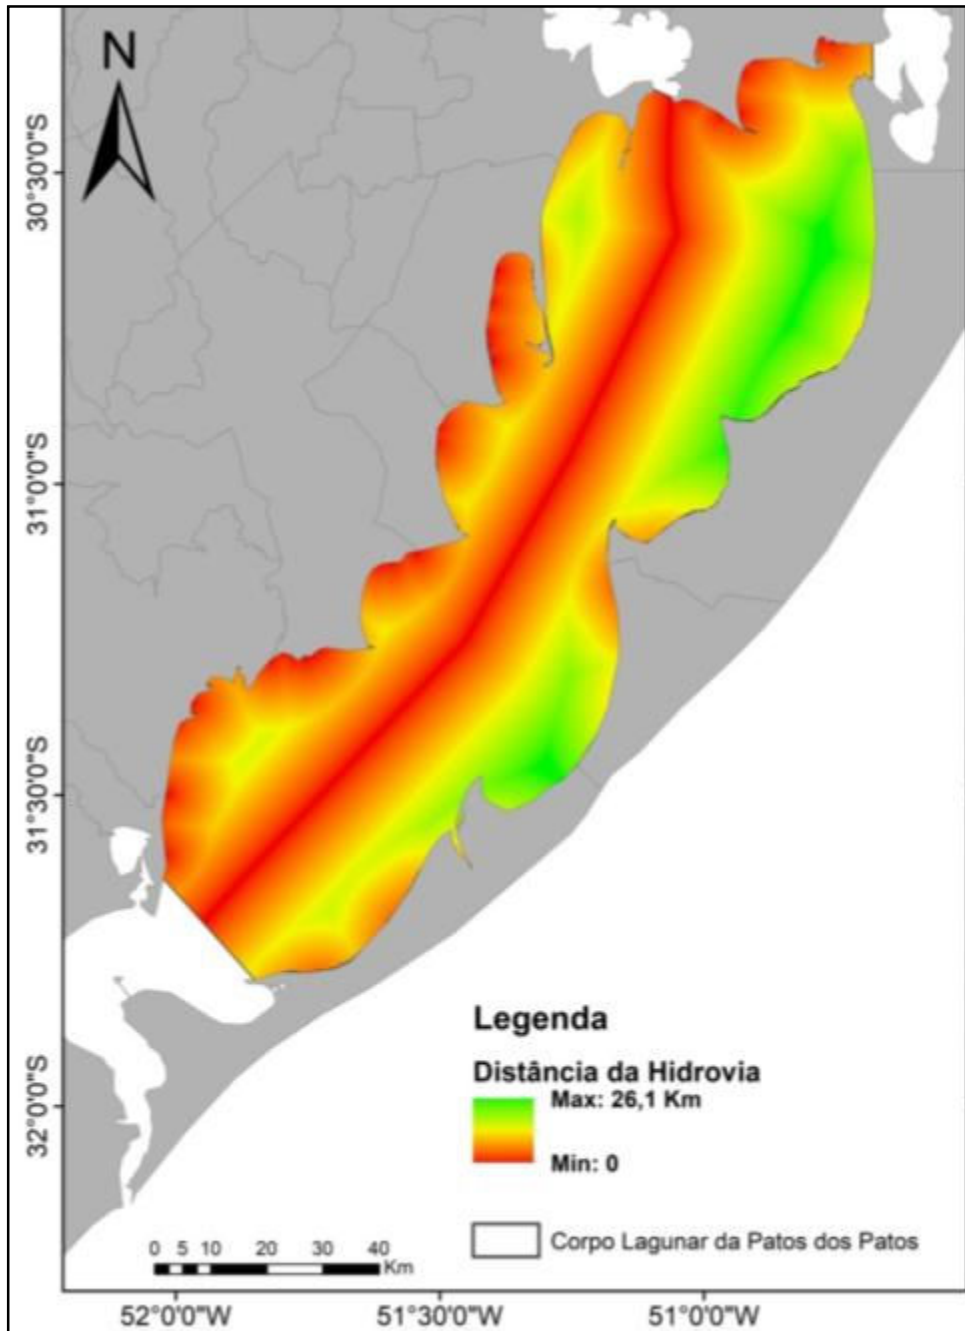 N
30°30'0"S
31°0'0"S
31°30'0"S
32°0'0"S
Legenda
Distância da Hidrovia
Max: 26,1 Km
Min: 0
Corpo Lagunar da Patos dos Patos
0 5 10 20 30 40
Km
52°0'0"W 51°30'0"W 51°0'0"W